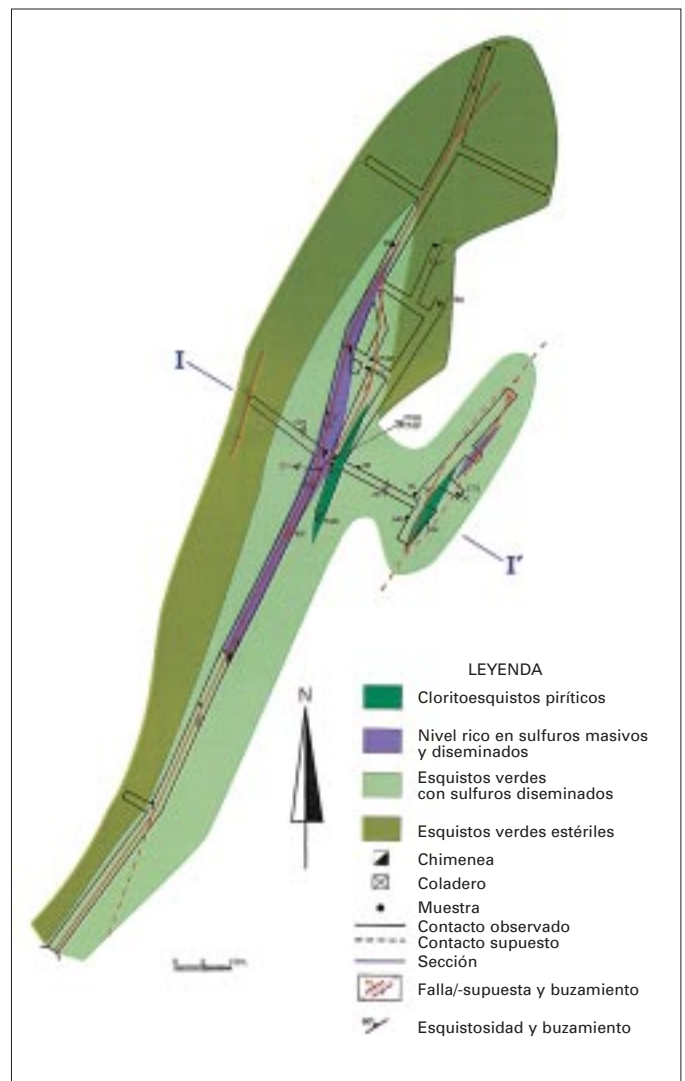 I
I'
N
LEYENDA
Cloritoesquistos piríticos
Nivel rico en sulfuros masivos
y diseminados
Esquistos verdes
con sulfuros diseminados
Esquistos verdes estériles
Chimenea
Coladero
Muestra
Contacto observado
Contacto supuesto
Sección
Falla/-supuesta y buzamiento
Esquistosidad y buzamiento